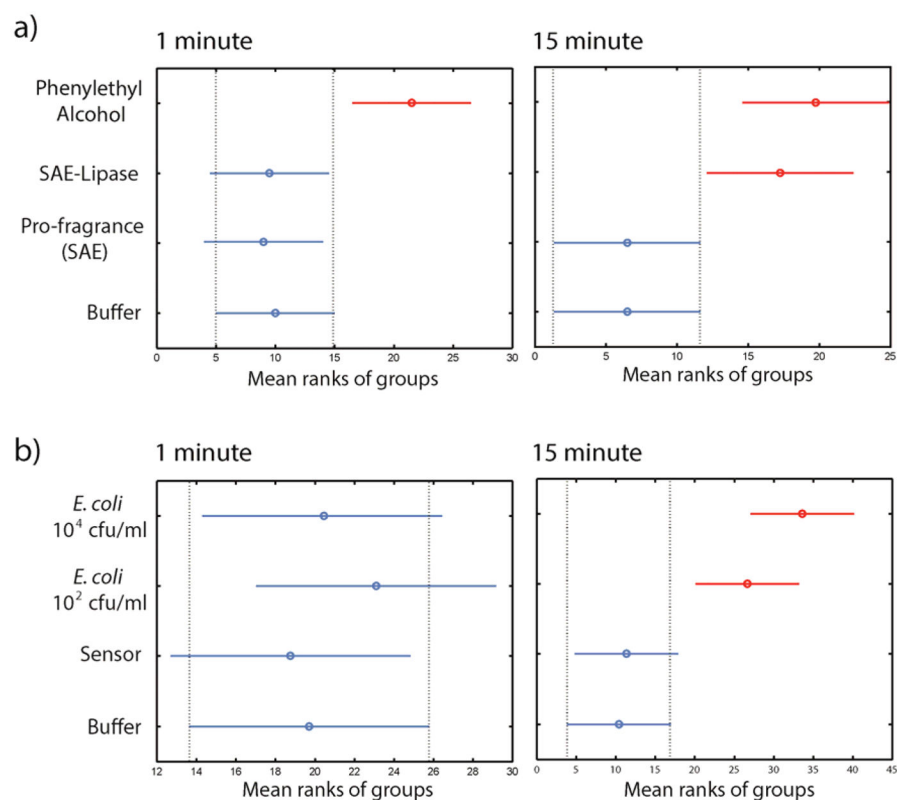 a)
1 minute
15 minute
Phenylethyl
Alcohol
SAE-Lipase
Pro-fragrance
(SAE)
Buffer
0 5 10 15 20 25 30
Mean ranks of groups
0 5 10 15 20 25
Mean ranks of groups
b)
1 minute
15 minute
E. coli
10⁴ cfu/ml
E. coli
10² cfu/ml
Sensor
Buffer
12 14 16 18 20 22 24 26 28 30
Mean ranks of groups
0 5 10 15 20 25 30 35 40 45
Mean ranks of groups